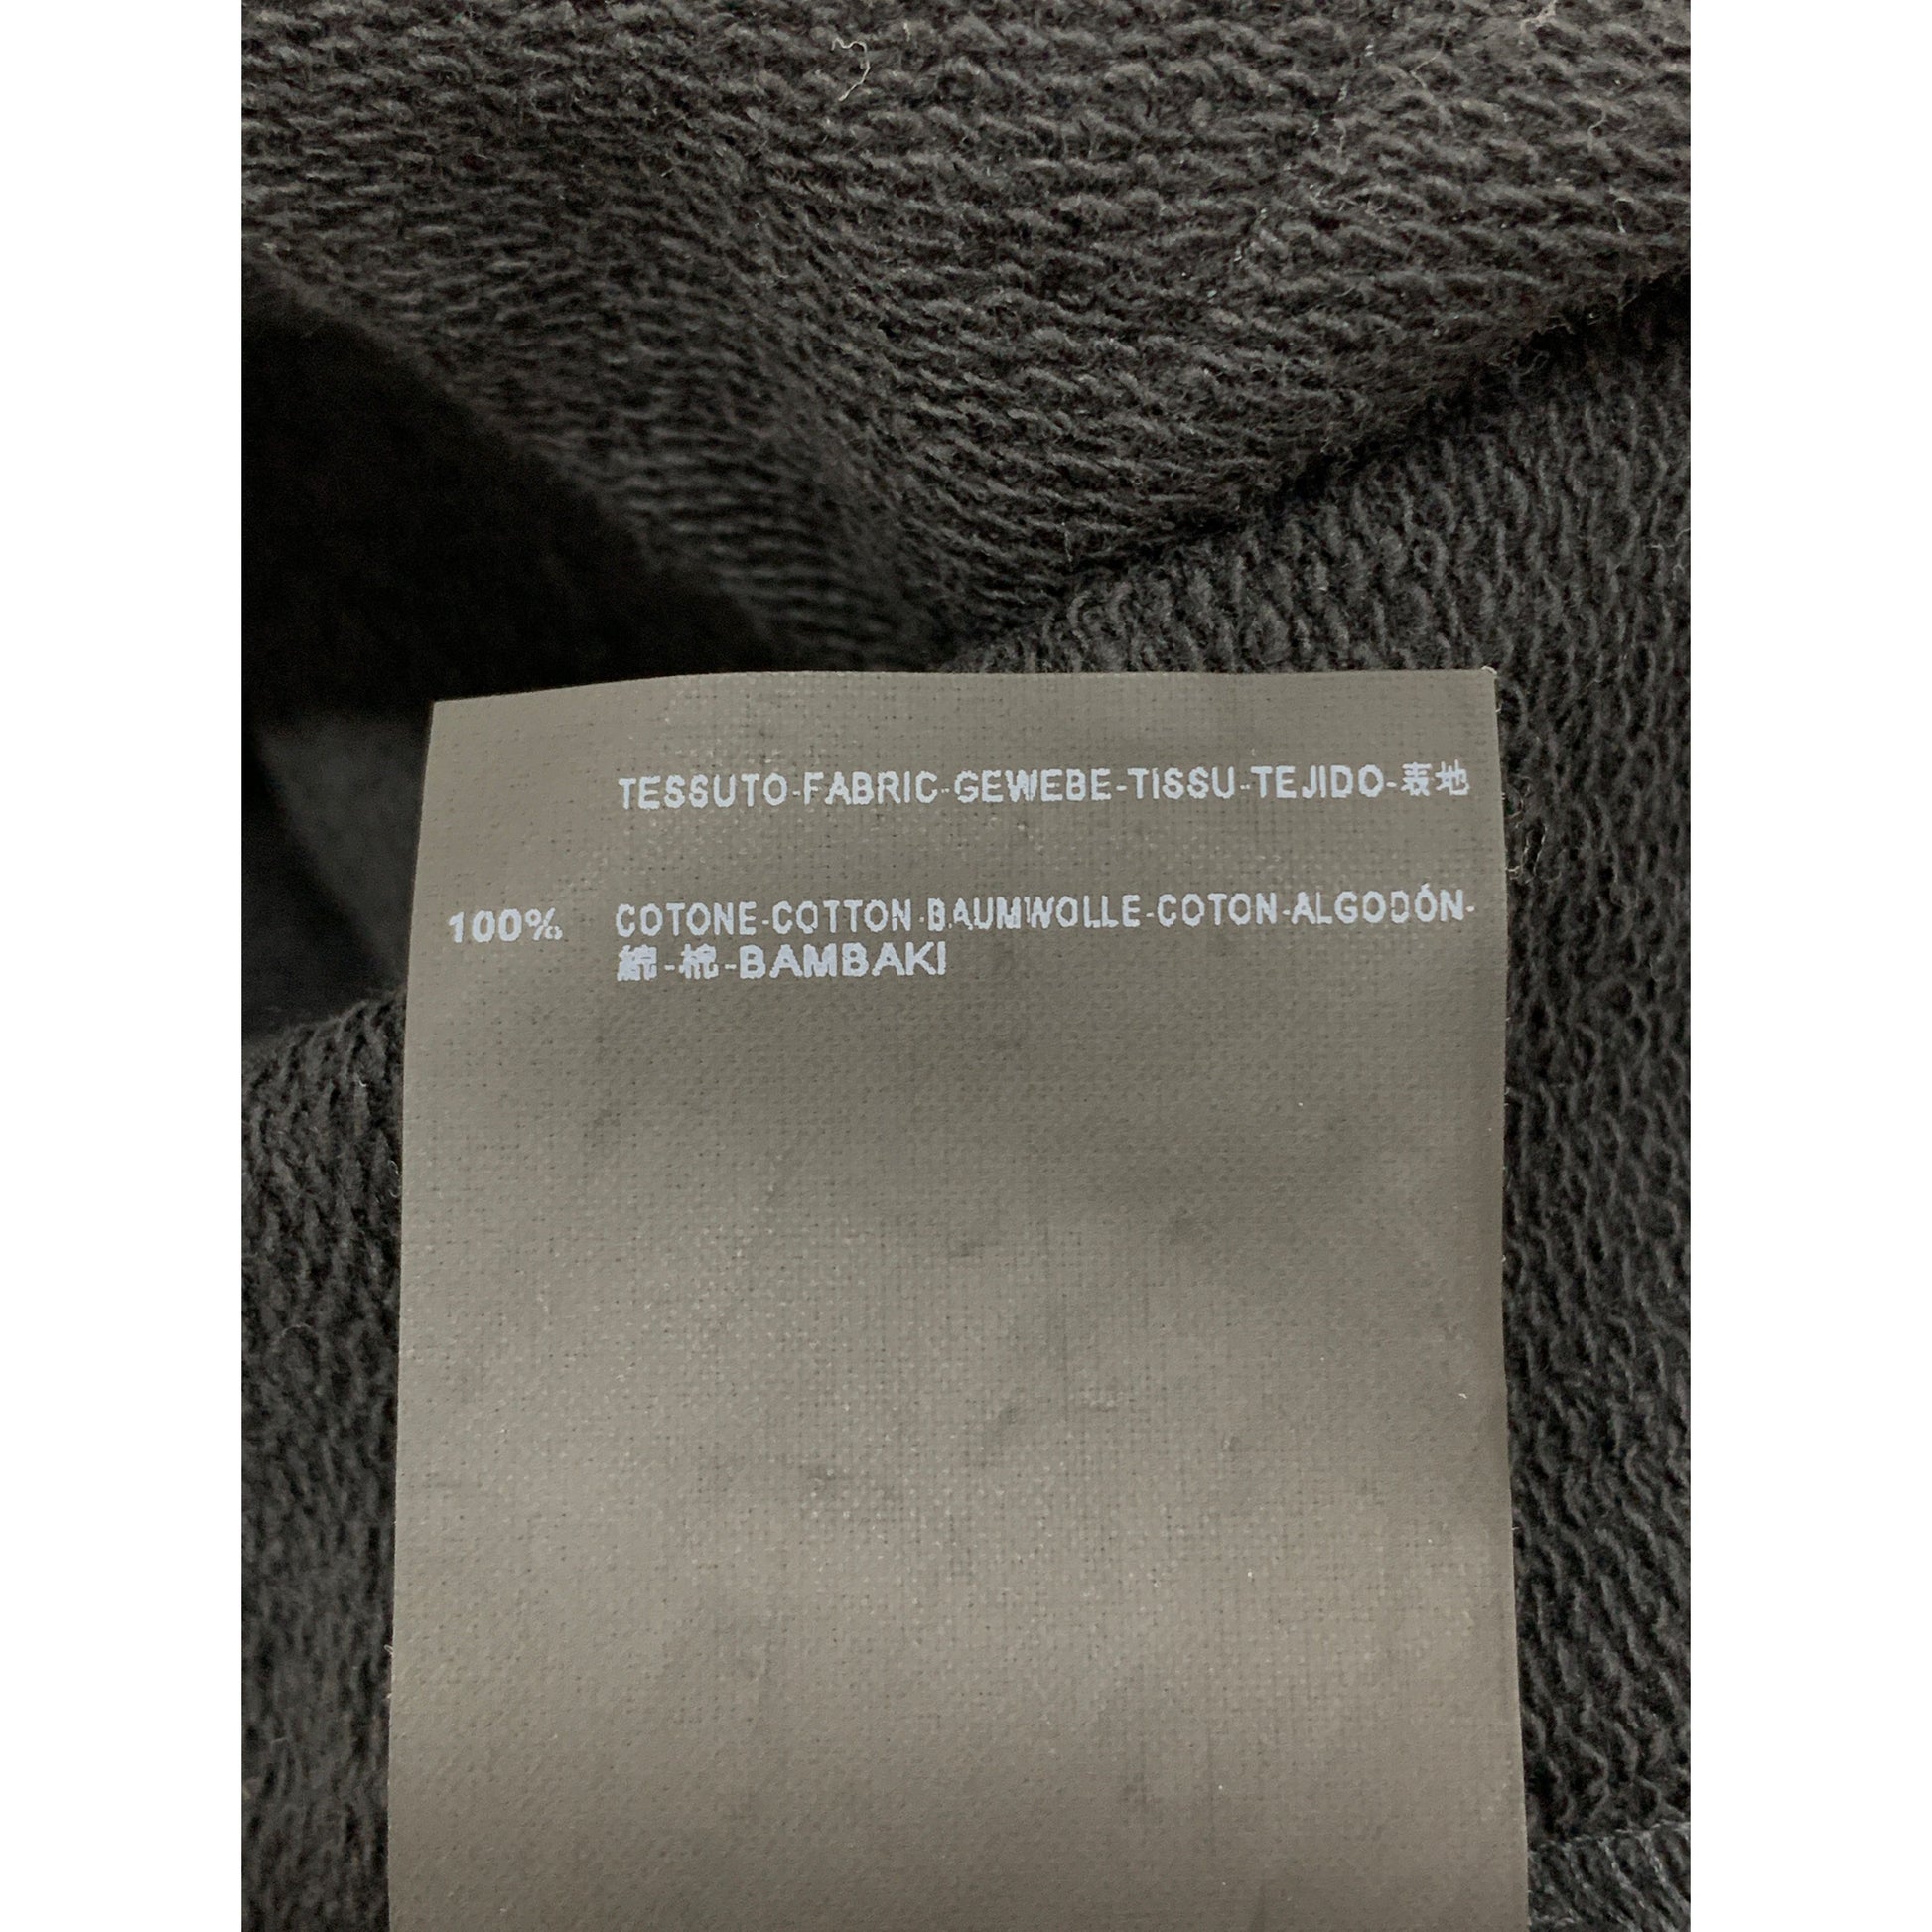 TESSUTO-FABRIC-GEWEBE-TISSU-TEJIDO-表地
100% COTONE-COTTON-BAUMWOLLE-COTON-ALGODÓN-
綿-棉-BAMBAKI